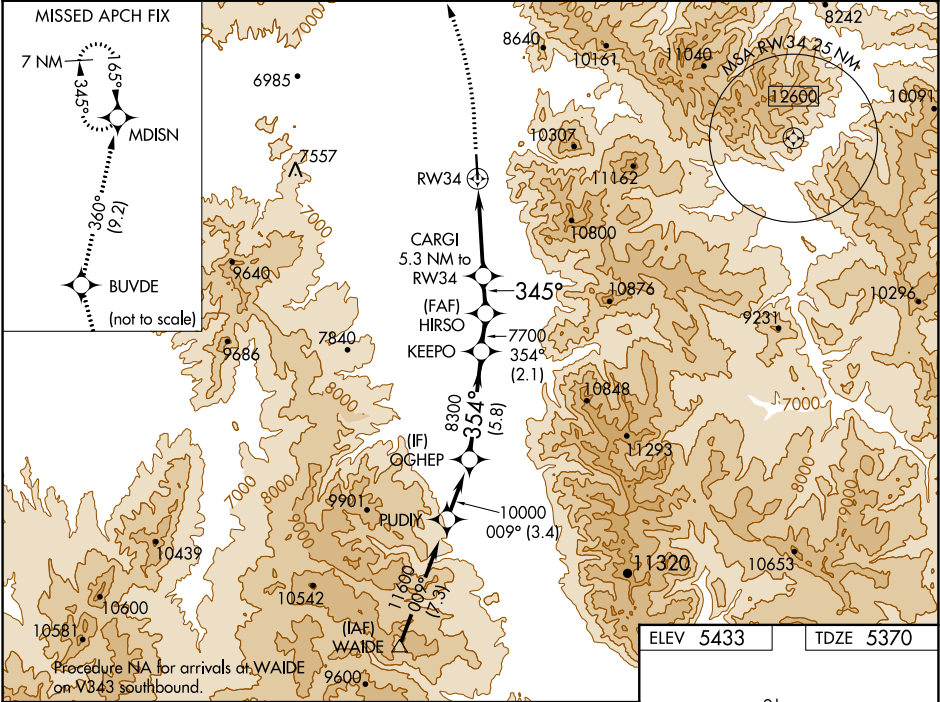 MISSED APCH FIX
7 NM
165°
345°
MDISN
360°
(9.2)
BUVDE
(not to scale)
6985
7557
7000
9640
9686
7840
8000
8640
10161
11040
8242
MSA RW34 25 NM
12600
10091
10307
11162
RW34
10800
CARGI
5.3 NM to
RW34
345°
10876
10296
(FAF)
HIRSO
9231
7700
354°
(2.1)
KEEPO
10848
7000
8300
354°
(5.8)
11293
(IF)
OGHEP
7000
8000
9000
8000
9901
PUDIY
10000
009° (3.4)
10439
11320
10653
10542
11600
009°
(7.3)
10600
10581
(IAF)
WAIDE
Procedure NA for arrivals at WAIDE
on V343 southbound.
9600
ELEV 5433
TDZE 5370